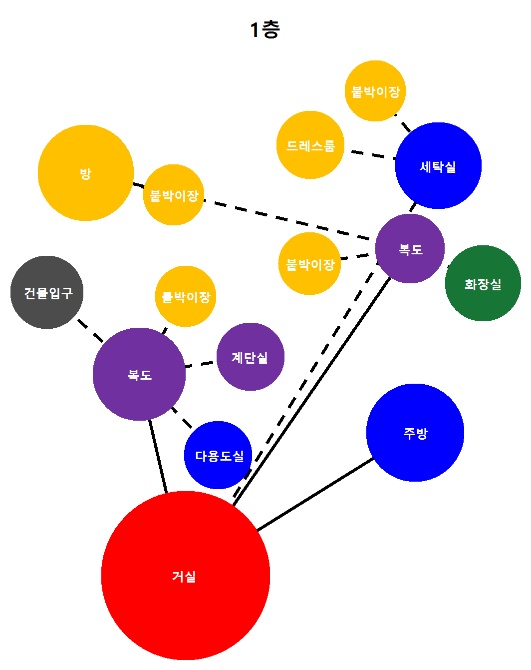 1층
붙박이장
드레스룸
세탁실
방
붙박이장
복도
붙박이장
화장실
건물입구
붙박이장
계단실
복도
주방
다용도실
거실